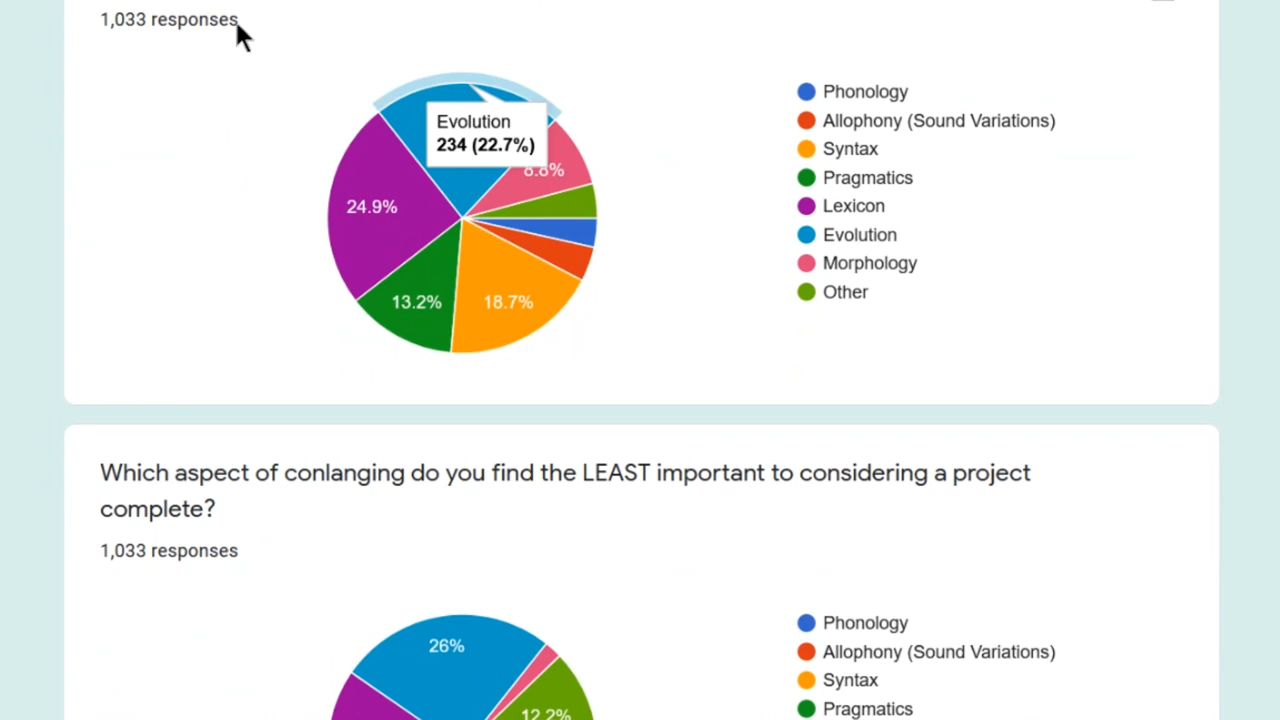 1,033 responses
Evolution
234 (22.7%)
8.8%
24.9%
13.2%
18.7%
Phonology
Allophony (Sound Variations)
Syntax
Pragmatics
Lexicon
Evolution
Morphology
Other
Which aspect of conlanging do you find the LEAST important to considering a project
complete?
1,033 responses
26%
12.2%
Phonology
Allophony (Sound Variations)
Syntax
Pragmatics